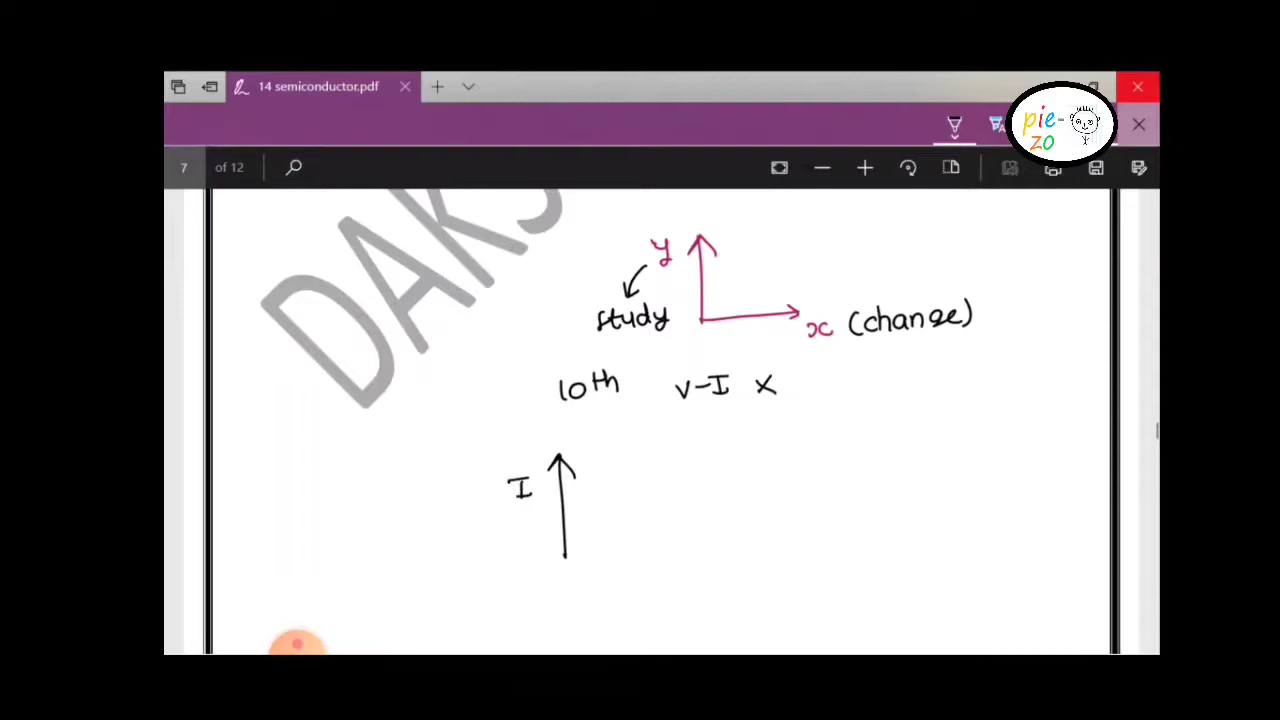 14 semiconductor.pdf
pie-
zo
7 of 12
DAKS
y
study
x (change)
10th V-I x
I